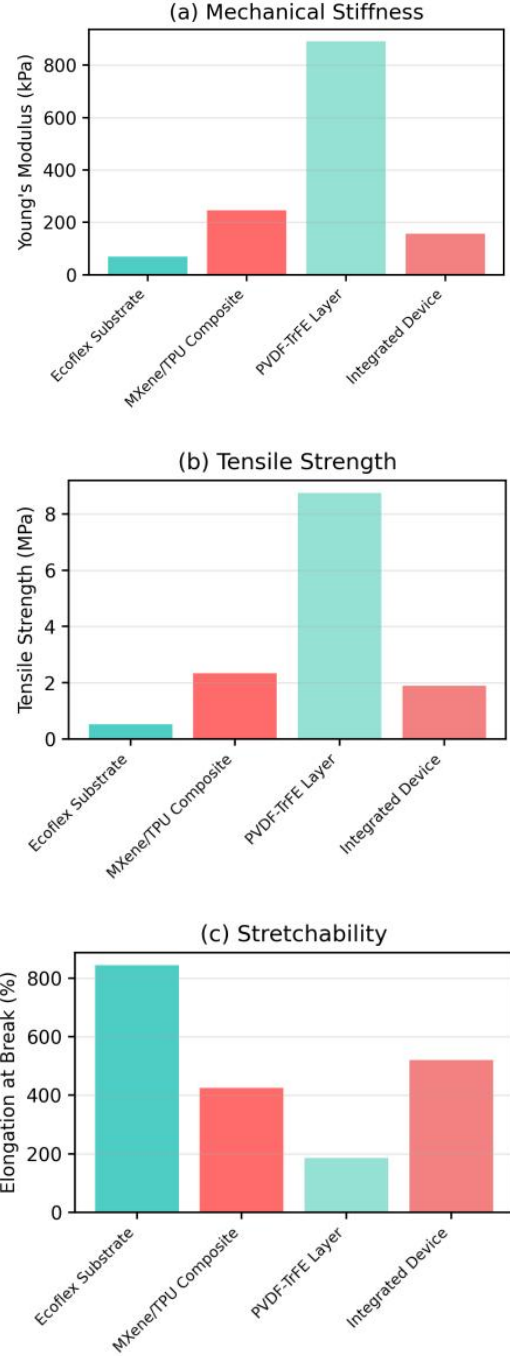 (a) Mechanical Stiffness
Young's Modulus (kPa)
800
600
400
200
0
Ecoflex Substrate
MXene/TPU Composite
PVDF-TrFE Layer
Integrated Device
(b) Tensile Strength
Tensile Strength (MPa)
8
6
4
2
0
Ecoflex Substrate
MXene/TPU Composite
PVDF-TrFE Layer
Integrated Device
(c) Stretchability
Elongation at Break (%)
800
600
400
200
0
Ecoflex Substrate
MXene/TPU Composite
PVDF-TrFE Layer
Integrated Device